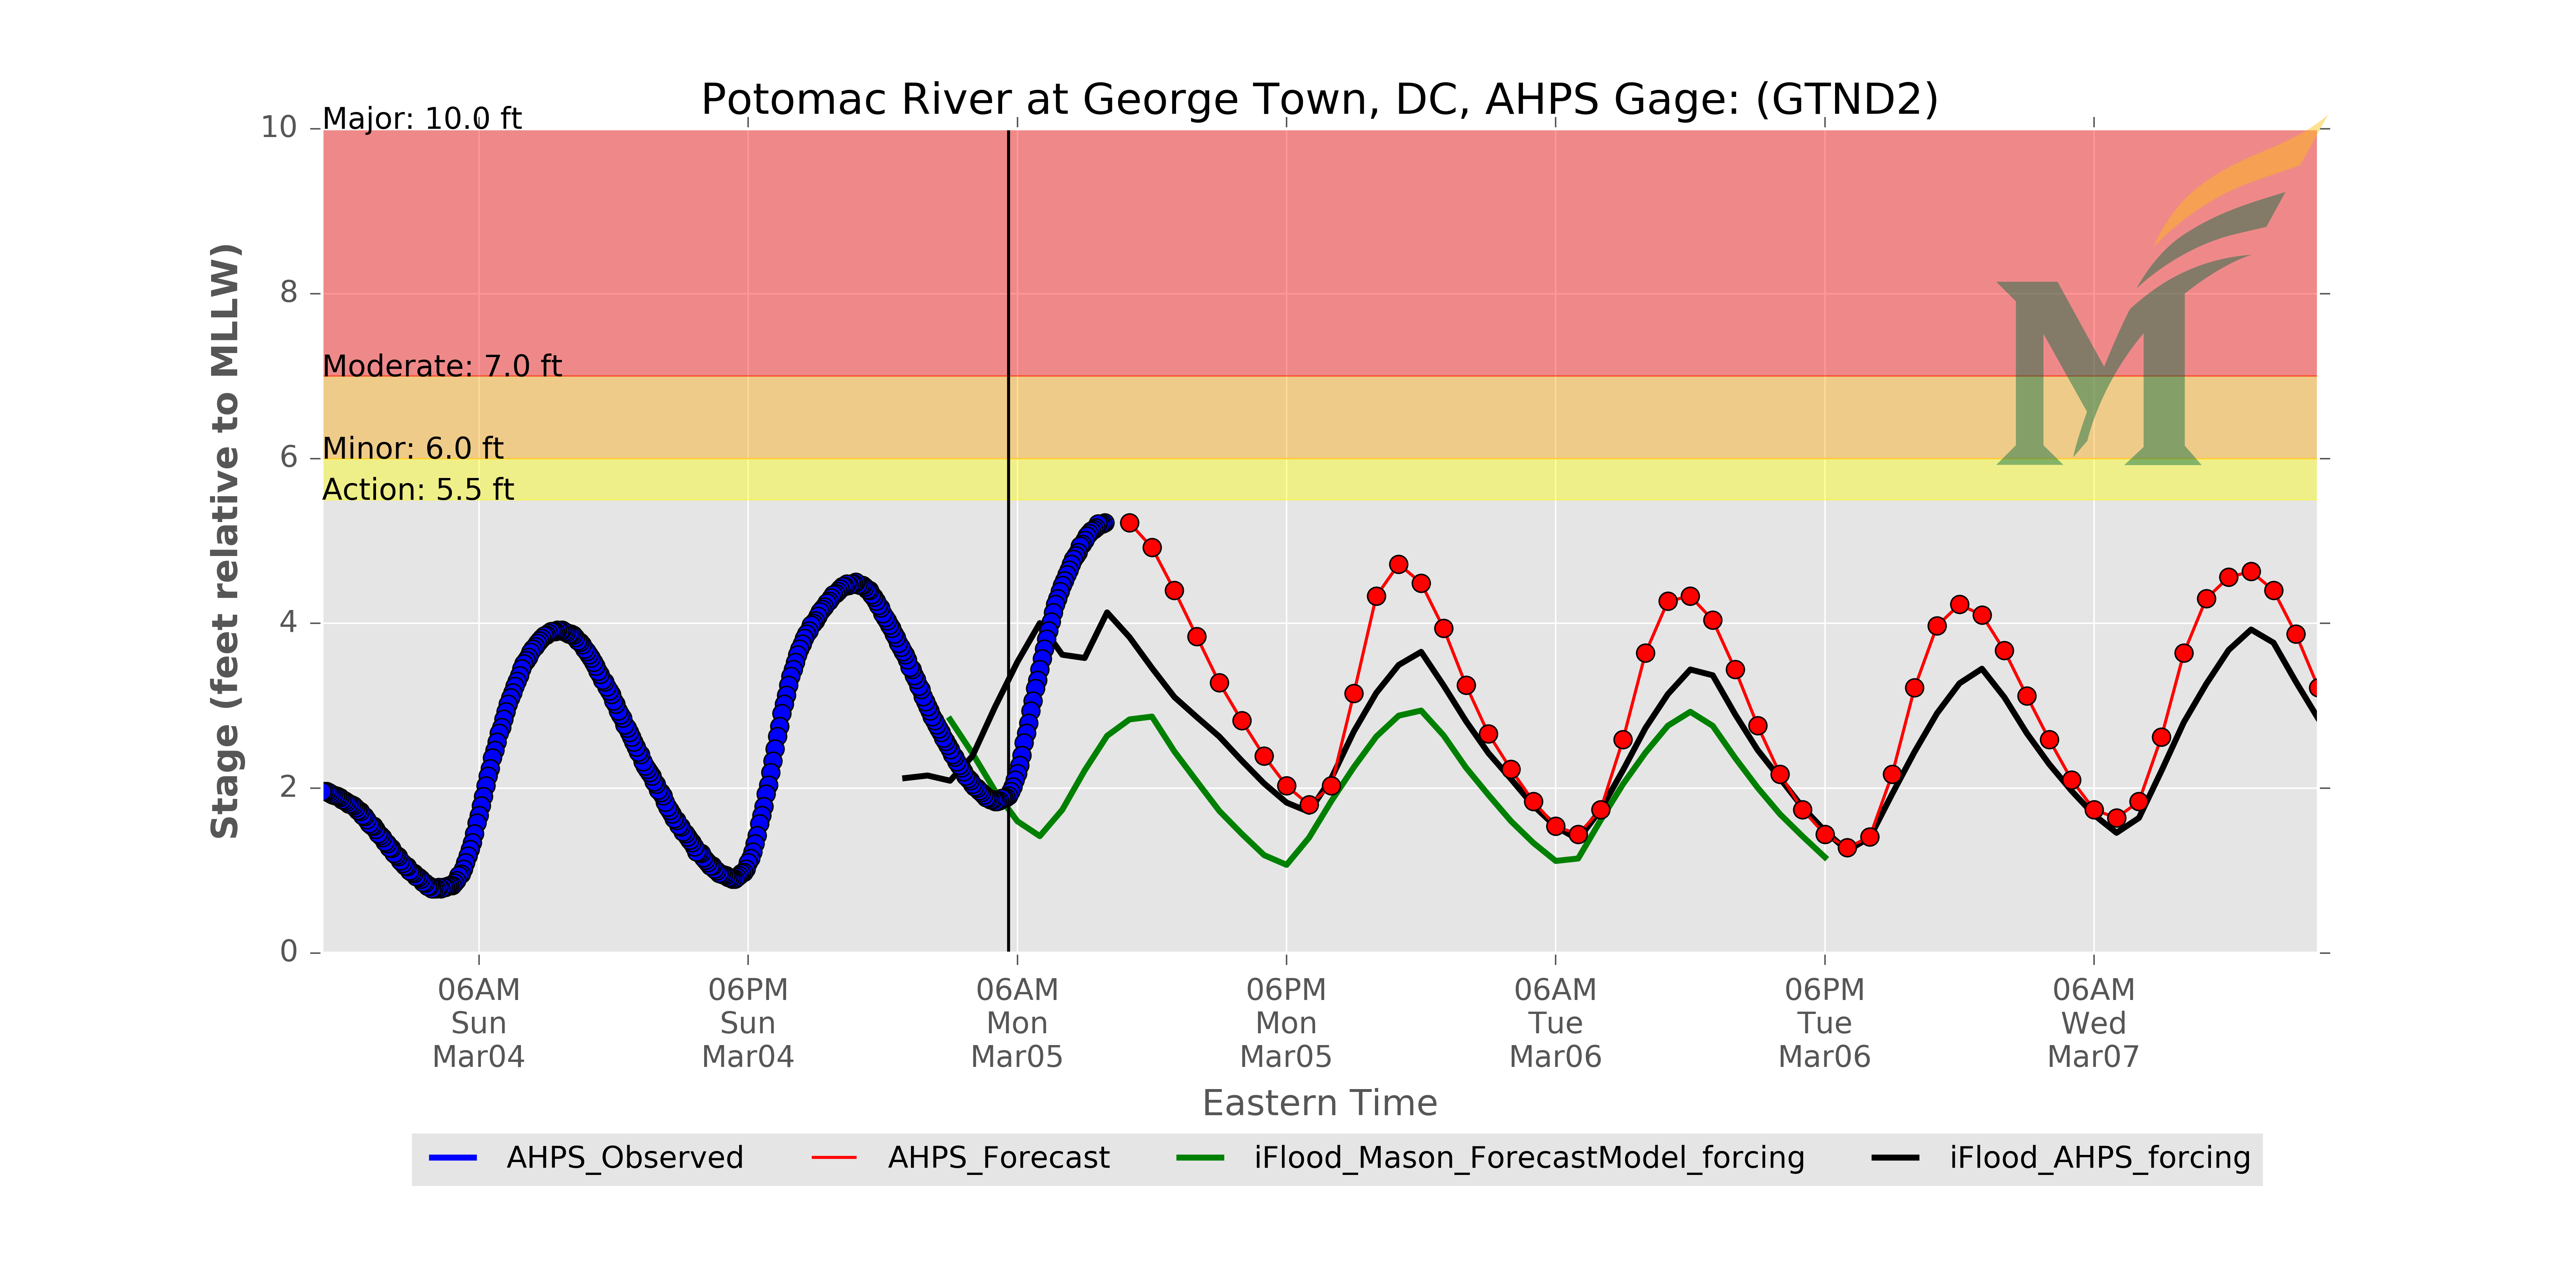 Potomac River at George Town, DC, AHPS Gage: (GTND2)
Stage (feet relative to MLLW)
10
8
6
4
2
0
Major: 10.0 ft
Moderate: 7.0 ft
Minor: 6.0 ft
Action: 5.5 ft
M
06AM
Sun
Mar04
06PM
Sun
Mar04
06AM
Mon
Mar05
06PM
Mon
Mar05
06AM
Tue
Mar06
06PM
Tue
Mar06
06AM
Wed
Mar07
Eastern Time
AHPS_Observed
AHPS_Forecast
iFlood_Mason_ForecastModel_forcing
iFlood_AHPS_forcing